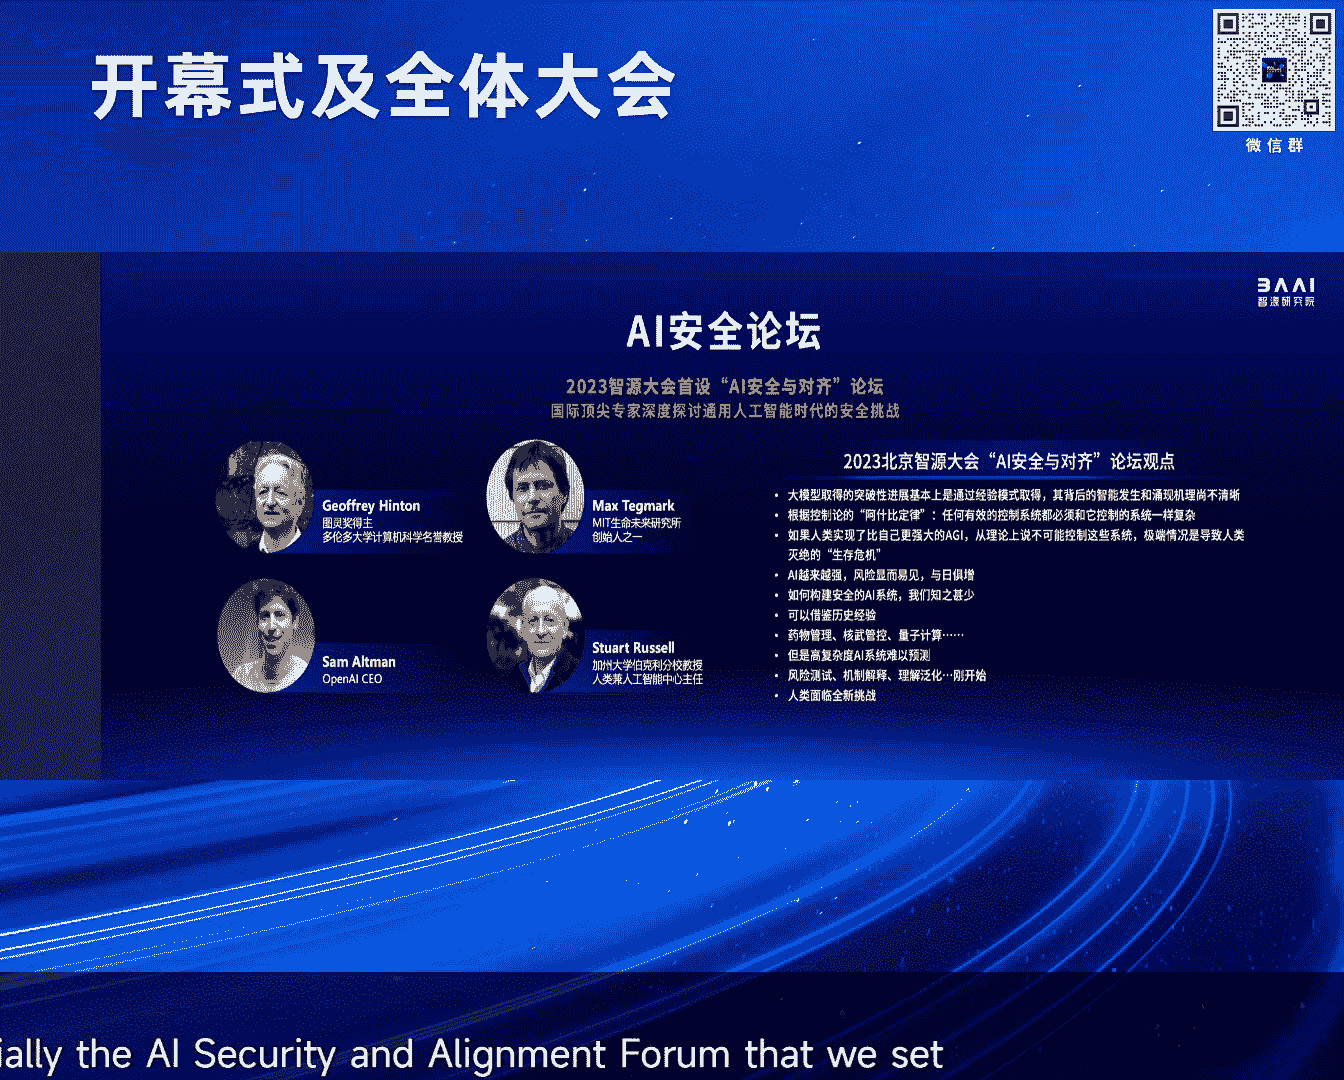 开幕式及全体大会
微信群
BAAI
智源研究院
AI安全论坛
2023智源大会首设“AI安全与对齐”论坛
国际顶尖专家深度探讨通用人工智能时代的安全挑战
Geoffrey Hinton
图灵奖得主
多伦多大学计算机科学名誉教授
Max Tegmark
MIT生命未来研究所
创始人之一
Sam Altman
OpenAI CEO
Stuart Russell
加州大学伯克利分校教授
人类兼人工智能中心主任
2023北京智源大会“AI安全与对齐”论坛观点
• 大模型取得的突破性进展基本上是通过经验模式取得，其背后的智能发生和涌现机理尚不清晰
• 根据控制论的“阿什比定律”：任何有效的控制系统都必须和它控制的系统一样复杂
• 如果人类实现了比自己更强大的AGI，从理论上说不可能控制这些系统，极端情况是导致人类
灭绝的“生存危机”
• AI越来越强，风险显而易见，与日俱增
• 如何构建安全的AI系统，我们知之甚少
• 可以借鉴历史经验
• 药物管理、核武管控、量子计算……
• 但是高复杂度AI系统难以预测
• 风险测试、机制解释、理解泛化…刚开始
• 人类面临全新挑战
ially the AI Security and Alignment Forum that we set